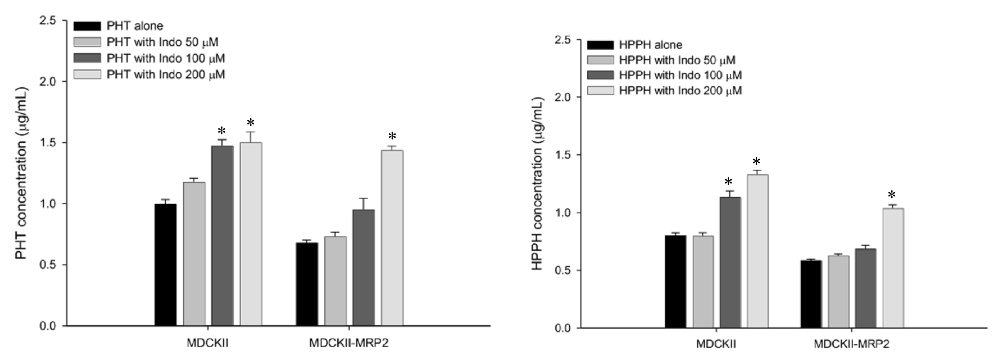 2.5
PHT alone
PHT with Indo 50 μM
PHT with Indo 100 μM
PHT with Indo 200 μM
2.0
1.5
1.0
0.5
0.0
PHT concentration (μg/mL)
* * *
MDCKII MDCKII-MRP2
2.5
HPPH alone
HPPH with Indo 50 μM
HPPH with Indo 100 μM
HPPH with Indo 200 μM
2.0
1.5
1.0
0.5
0.0
HPPH concentration (μg/mL)
* * *
MDCKII MDCKII-MRP2